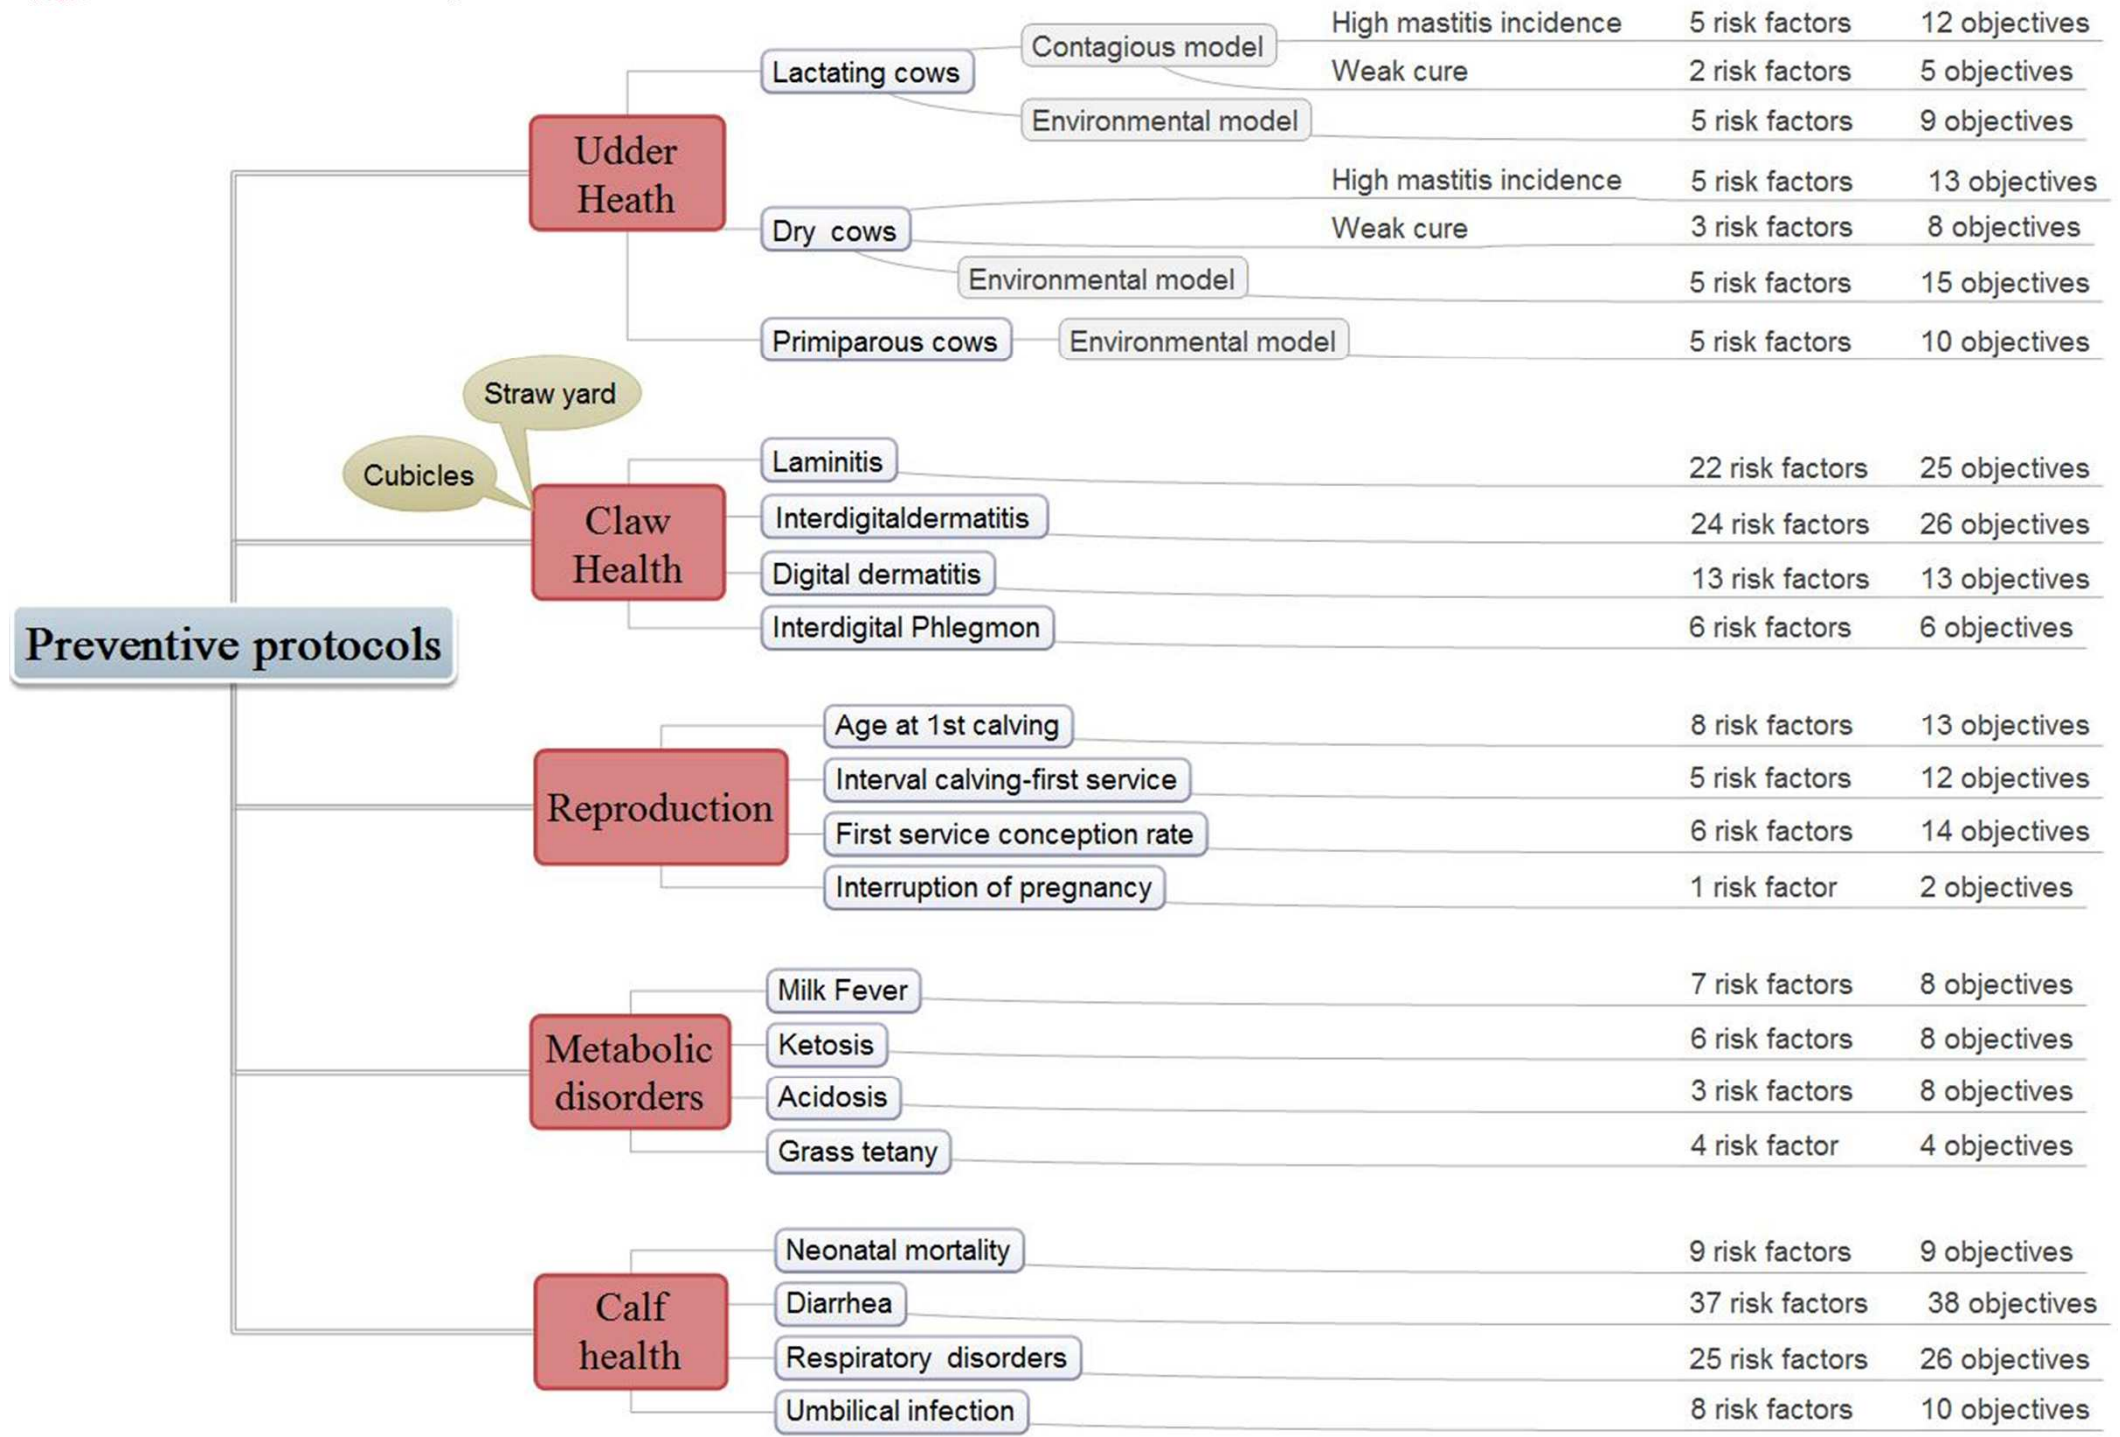 Preventive protocols
Udder
Heath
Lactating cows
Contagious model
High mastitis incidence 5 risk factors 12 objectives
Weak cure 2 risk factors 5 objectives
Environmental model 5 risk factors 9 objectives
Dry cows
High mastitis incidence 5 risk factors 13 objectives
Weak cure 3 risk factors 8 objectives
Environmental model 5 risk factors 15 objectives
Primiparous cows Environmental model 5 risk factors 10 objectives
Straw yard
Cubicles
Claw
Health
Laminitis 22 risk factors 25 objectives
Interdigitaldermatitis 24 risk factors 26 objectives
Digital dermatitis 13 risk factors 13 objectives
Interdigital Phlegmon 6 risk factors 6 objectives
Reproduction
Age at 1st calving 8 risk factors 13 objectives
Interval calving-first service 5 risk factors 12 objectives
First service conception rate 6 risk factors 14 objectives
Interruption of pregnancy 1 risk factor 2 objectives
Metabolic
disorders
Milk Fever 7 risk factors 8 objectives
Ketosis 6 risk factors 8 objectives
Acidosis 3 risk factors 8 objectives
Grass tetany 4 risk factor 4 objectives
Calf
health
Neonatal mortality 9 risk factors 9 objectives
Diarrhea 37 risk factors 38 objectives
Respiratory disorders 25 risk factors 26 objectives
Umbilical infection 8 risk factors 10 objectives